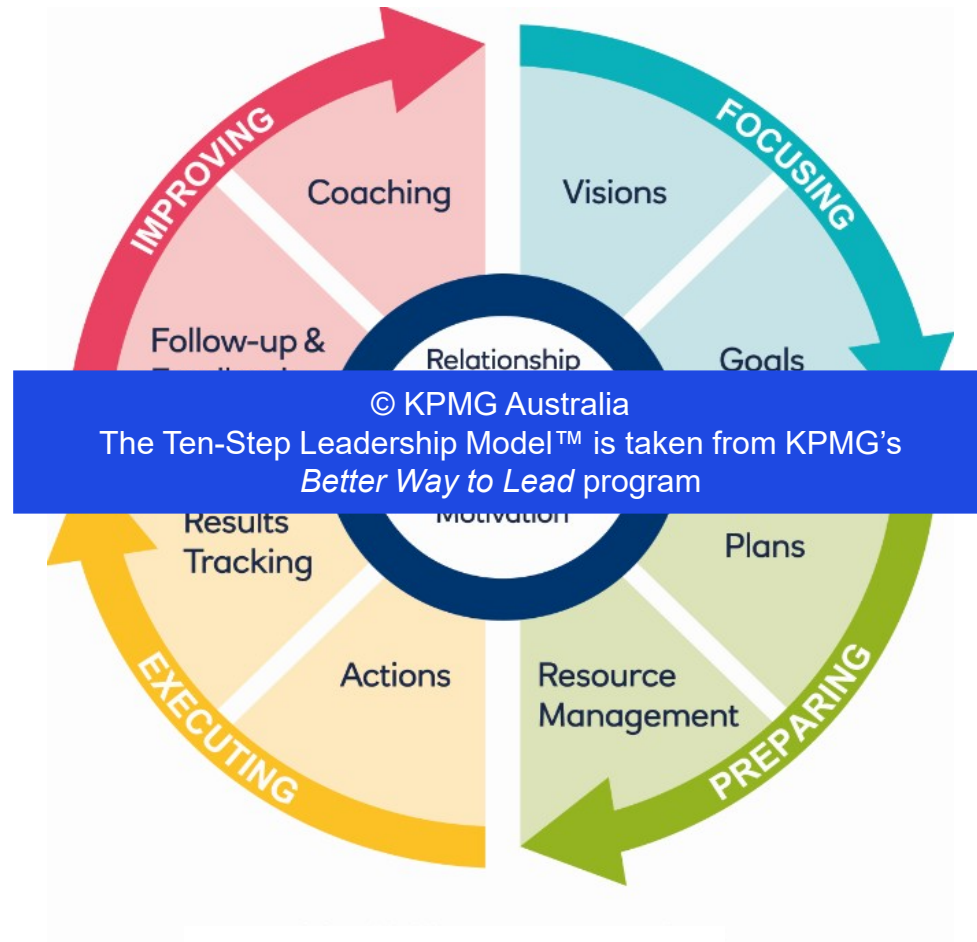 IMPROVING
FOCUSING
Coaching
Visions
Follow-up &
Relationship
Goals
© KPMG Australia
The Ten-Step Leadership Model™ is taken from KPMG’s
Better Way to Lead program
Motivation
Results
Tracking
Plans
Actions
Resource
Management
EXECUTING
PREPARING